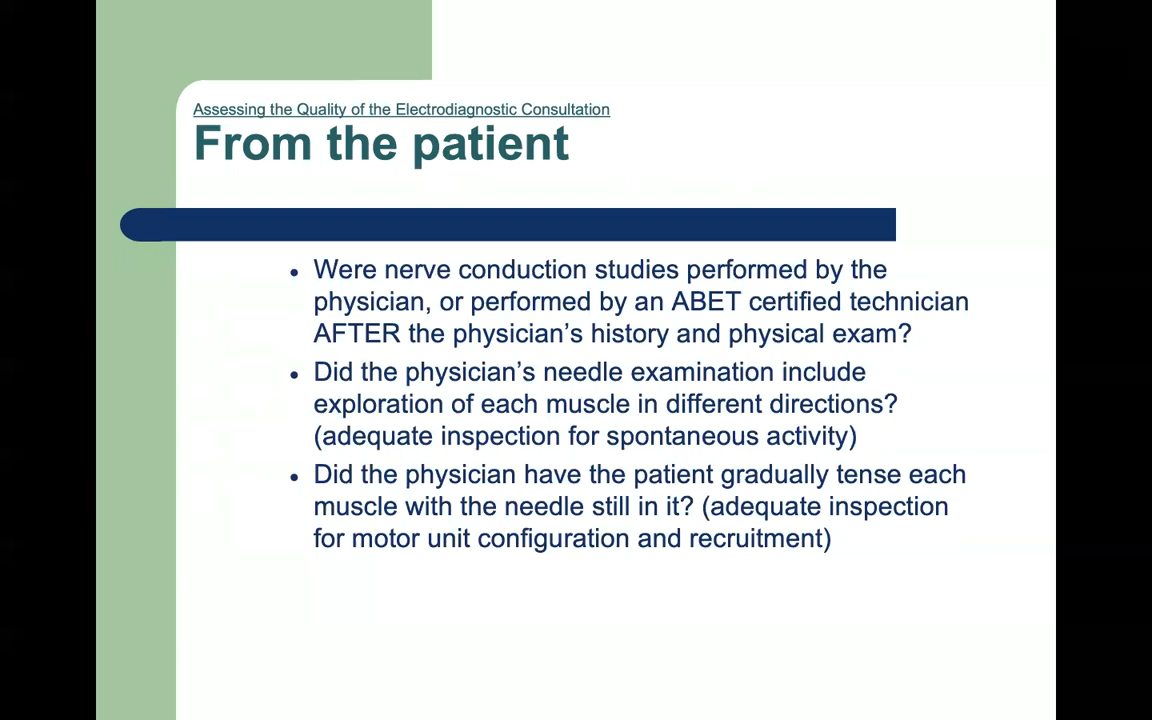 Assessing the Quality of the Electrodiagnostic Consultation
From the patient
• Were nerve conduction studies performed by the
physician, or performed by an ABET certified technician
AFTER the physician’s history and physical exam?
• Did the physician’s needle examination include
exploration of each muscle in different directions?
(adequate inspection for spontaneous activity)
• Did the physician have the patient gradually tense each
muscle with the needle still in it? (adequate inspection
for motor unit configuration and recruitment)